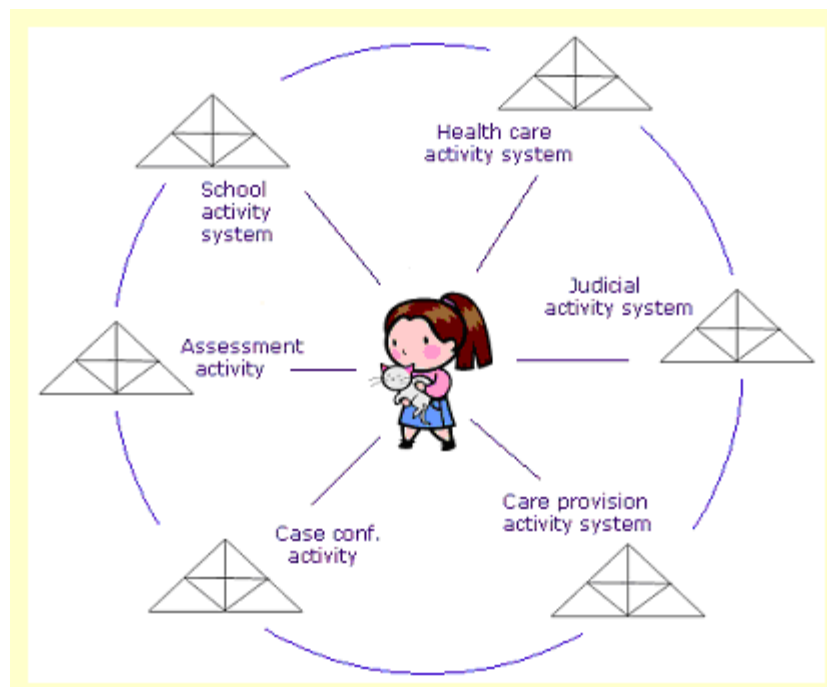 Health care
activity system
School
activity
system
Judicial
activity system
Assessment
activity
Care provision
activity system
Case conf.
activity